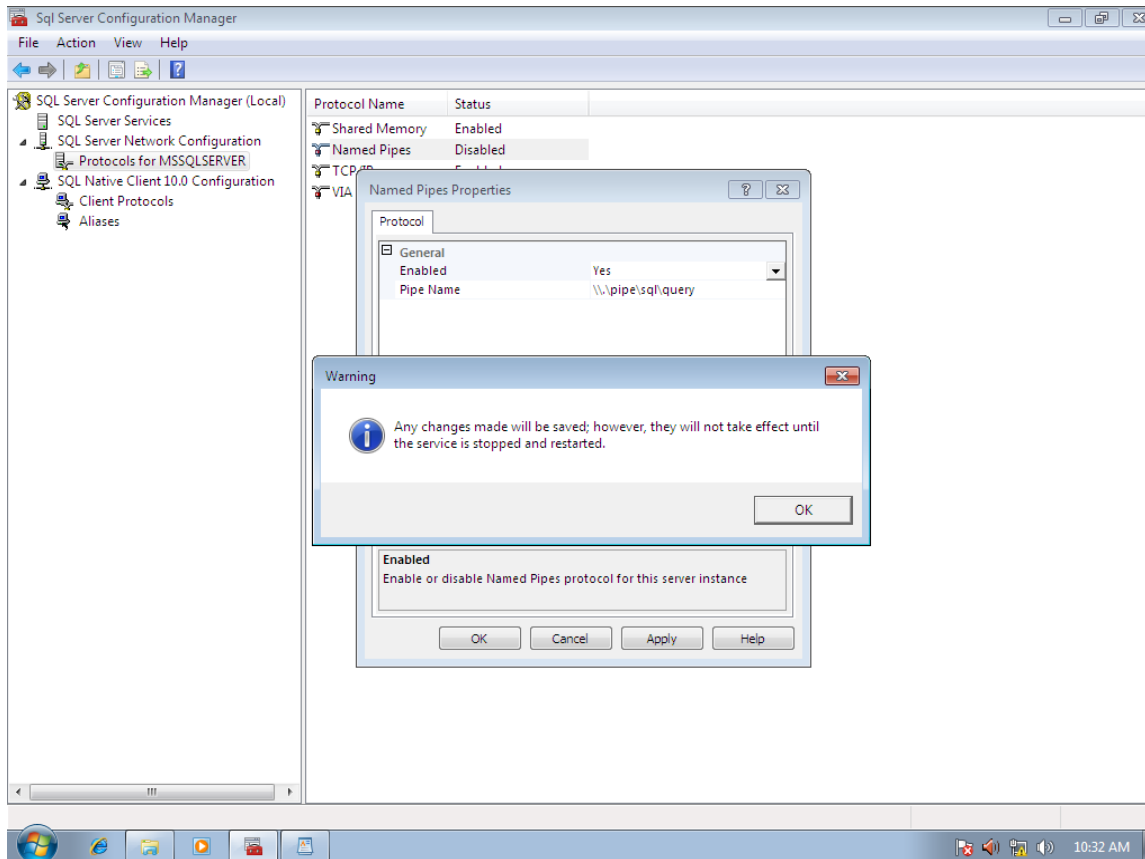 Sql Server Configuration Manager
File Action View Help
SQL Server Configuration Manager (Local)
SQL Server Services
SQL Server Network Configuration
Protocols for MSSQLSERVER
SQL Native Client 10.0 Configuration
Client Protocols
Aliases
Protocol Name Status
Shared Memory Enabled
Named Pipes Disabled
TCP/IP Enabled
VIA
Named Pipes Properties
Protocol
General
Enabled Yes
Pipe Name \\.\pipe\sql\query
Warning
Any changes made will be saved; however, they will not take effect until
the service is stopped and restarted.
OK
Enabled
Enable or disable Named Pipes protocol for this server instance
OK Cancel Apply Help
10:32 AM